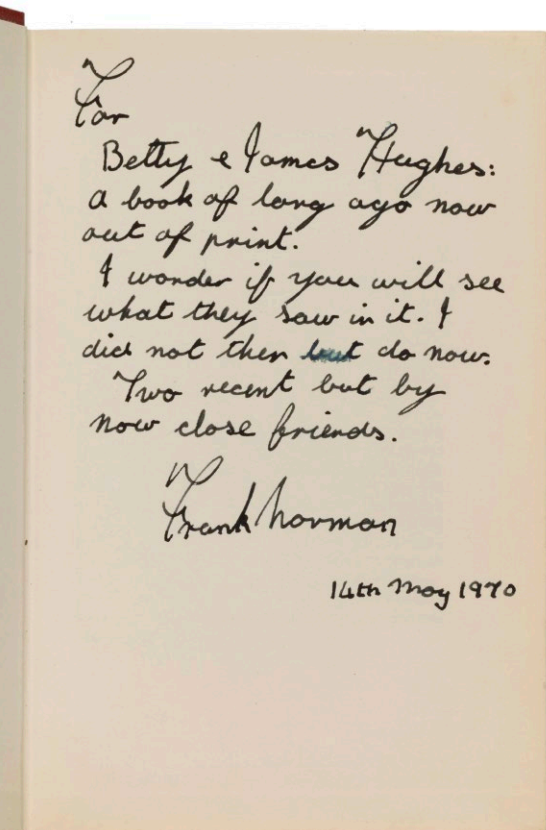 For
Betty & James Hughes:
a book of long ago now
out of print.
I wonder if you will see
what they saw in it. I
did not then but do now.
Two recent but by
now close friends.
Frank Norman
14th May 1970